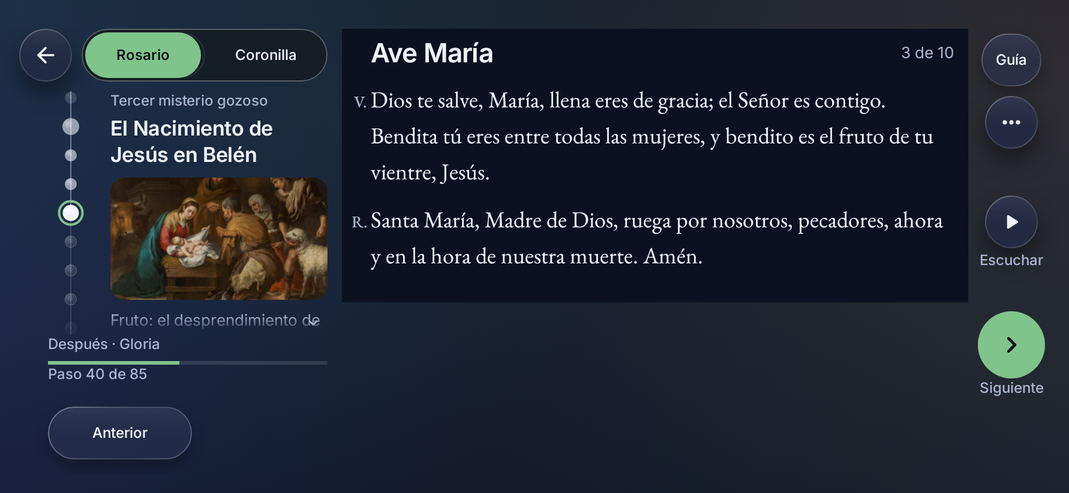 Rosario
Coronilla
Tercer misterio gozoso
El Nacimiento de
Jesús en Belén
Fruto: el desprendimiento de
Después · Gloria
Paso 40 de 85
Anterior
Ave María
3 de 10
V. Dios te salve, María, llena eres de gracia; el Señor es contigo.
Bendita tú eres entre todas las mujeres, y bendito es el fruto de tu
vientre, Jesús.
R. Santa María, Madre de Dios, ruega por nosotros, pecadores, ahora
y en la hora de nuestra muerte. Amén.
Guía
Escuchar
Siguiente